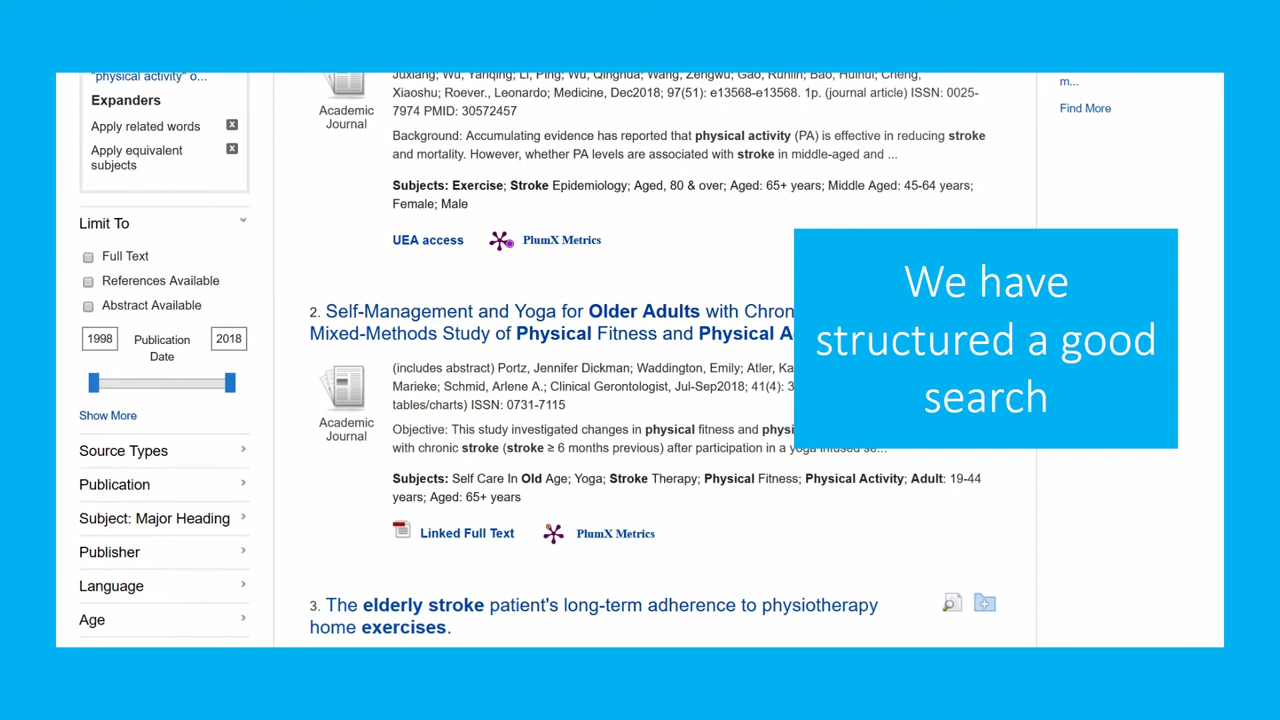 "physical activity" o...
Expanders
Apply related words
Apply equivalent
subjects
Limit To
Full Text
References Available
Abstract Available
1998 Publication Date 2018
Show More
Source Types
Publication
Subject: Major Heading
Publisher
Language
Age
Academic
Journal
Juxiang; Wu, Yanqing; Li, Ping; Wu, Qinghua; Wang, Zengwu; Gao, Runlin; Bao, Huihui; Cheng,
Xiaoshu; Roever., Leonardo; Medicine, Dec2018; 97(51): e13568-e13568. 1p. (journal article) ISSN: 0025-
7974 PMID: 30572457
Background: Accumulating evidence has reported that physical activity (PA) is effective in reducing stroke
and mortality. However, whether PA levels are associated with stroke in middle-aged and ...
Subjects: Exercise; Stroke Epidemiology; Aged, 80 & over; Aged: 65+ years; Middle Aged: 45-64 years;
Female; Male
UEA access PlumX Metrics
2. Self-Management and Yoga for Older Adults with Chron
Mixed-Methods Study of Physical Fitness and Physical A
Academic
Journal
(includes abstract) Portz, Jennifer Dickman; Waddington, Emily; Atler, Ka
Marieke; Schmid, Arlene A.; Clinical Gerontologist, Jul-Sep2018; 41(4): 3
tables/charts) ISSN: 0731-7115
Objective: This study investigated changes in physical fitness and physi
with chronic stroke (stroke ≥ 6 months previous) after participation in a yoga infused se...
Subjects: Self Care In Old Age; Yoga; Stroke Therapy; Physical Fitness; Physical Activity; Adult: 19-44
years; Aged: 65+ years
Linked Full Text PlumX Metrics
3. The elderly stroke patient's long-term adherence to physiotherapy
home exercises.
m...
Find More
We have
structured a good
search